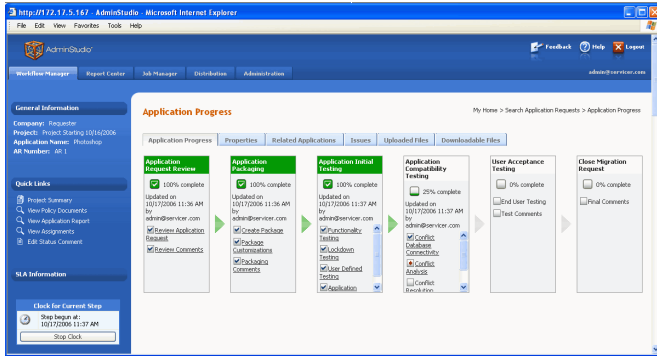 http://172.17.5.167 - AdminStudio - Microsoft Internet Explorer
File Edit View Favorites Tools Help
AdminStudio
Feedback Help Logout
Workflow Manager Report Center Job Manager Distribution Administration
admin@servicer.com
General Information
Company: Requester
Project: Project Starting 10/16/2006
Application Name: Photoshop
AR Number: AR 1
Quick Links
Project Summary
View Policy Documents
View Application Report
View Assignments
Edit Status Comment
SLA Information
Clock for Current Step
Step begun at:
10/17/2006 11:37 AM
Stop Clock
Application Progress
My Home > Search Application Requests > Application Progress
Application Progress Properties Related Applications Issues Uploaded Files Downloadable Files
Application
Request Review
100% complete
Updated on
10/17/2006 11:36 AM
by
admin@servicer.com
Review Application
Request
Review Comments
Application
Packaging
100% complete
Updated on
10/17/2006 11:36 AM
by
admin@servicer.com
Create Package
Package
Customizations
Packaging
Comments
Application Initial
Testing
100% complete
Updated on
10/17/2006 11:37 AM
by
admin@servicer.com
Functionality
Testing
Lockdown
Testing
User Defined
Testing
Application
Application
Compatibility
Testing
25% complete
Updated on
10/17/2006 11:37 AM
by
admin@servicer.com
Conflict
Database
Connectivity
Conflict
Analysis
Conflict
Resolution
User Acceptance
Testing
0% complete
End User Testing
Test Comments
Close Migration
Request
0% complete
Final Comments